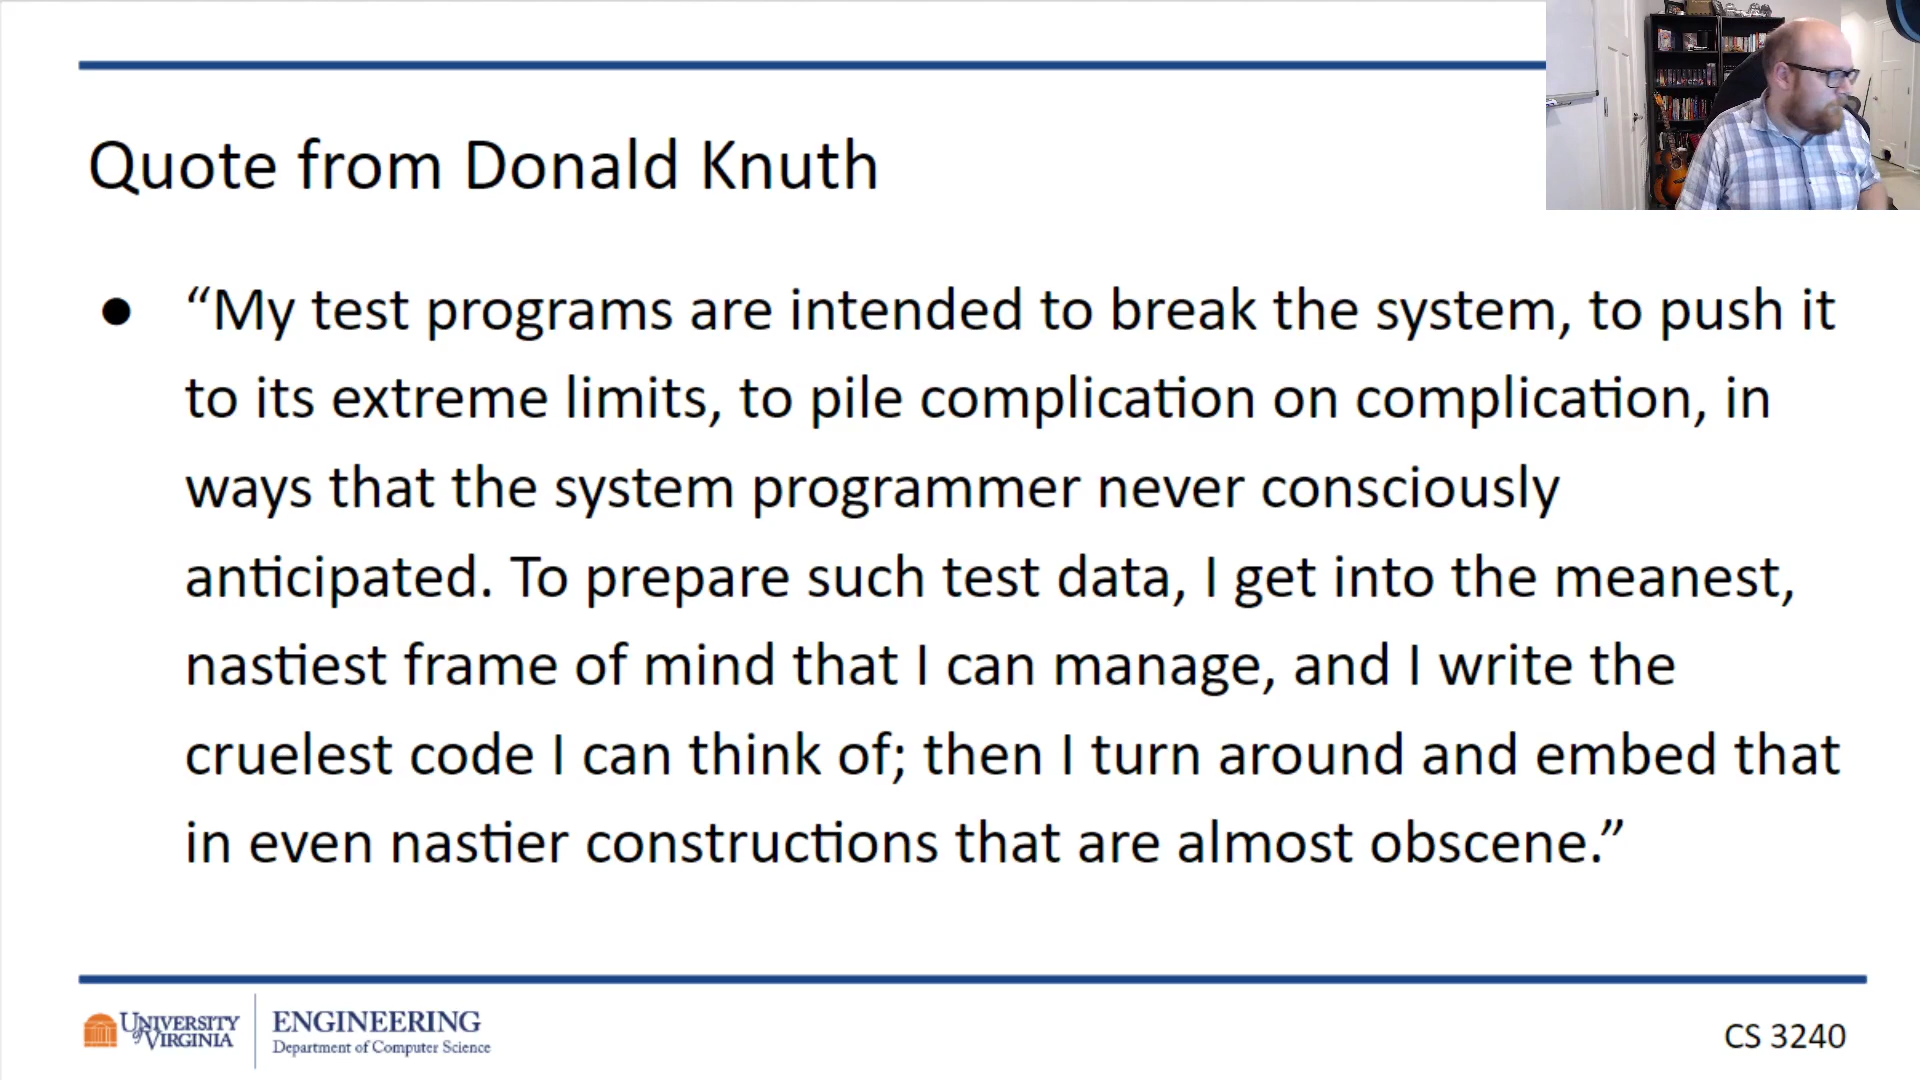 Quote from Donald Knuth
● “My test programs are intended to break the system, to push it
to its extreme limits, to pile complication on complication, in
ways that the system programmer never consciously
anticipated. To prepare such test data, I get into the meanest,
nastiest frame of mind that I can manage, and I write the
cruelest code I can think of; then I turn around and embed that
in even nastier constructions that are almost obscene.”
UNIVERSITY
of VIRGINIA
ENGINEERING
Department of Computer Science
CS 3240